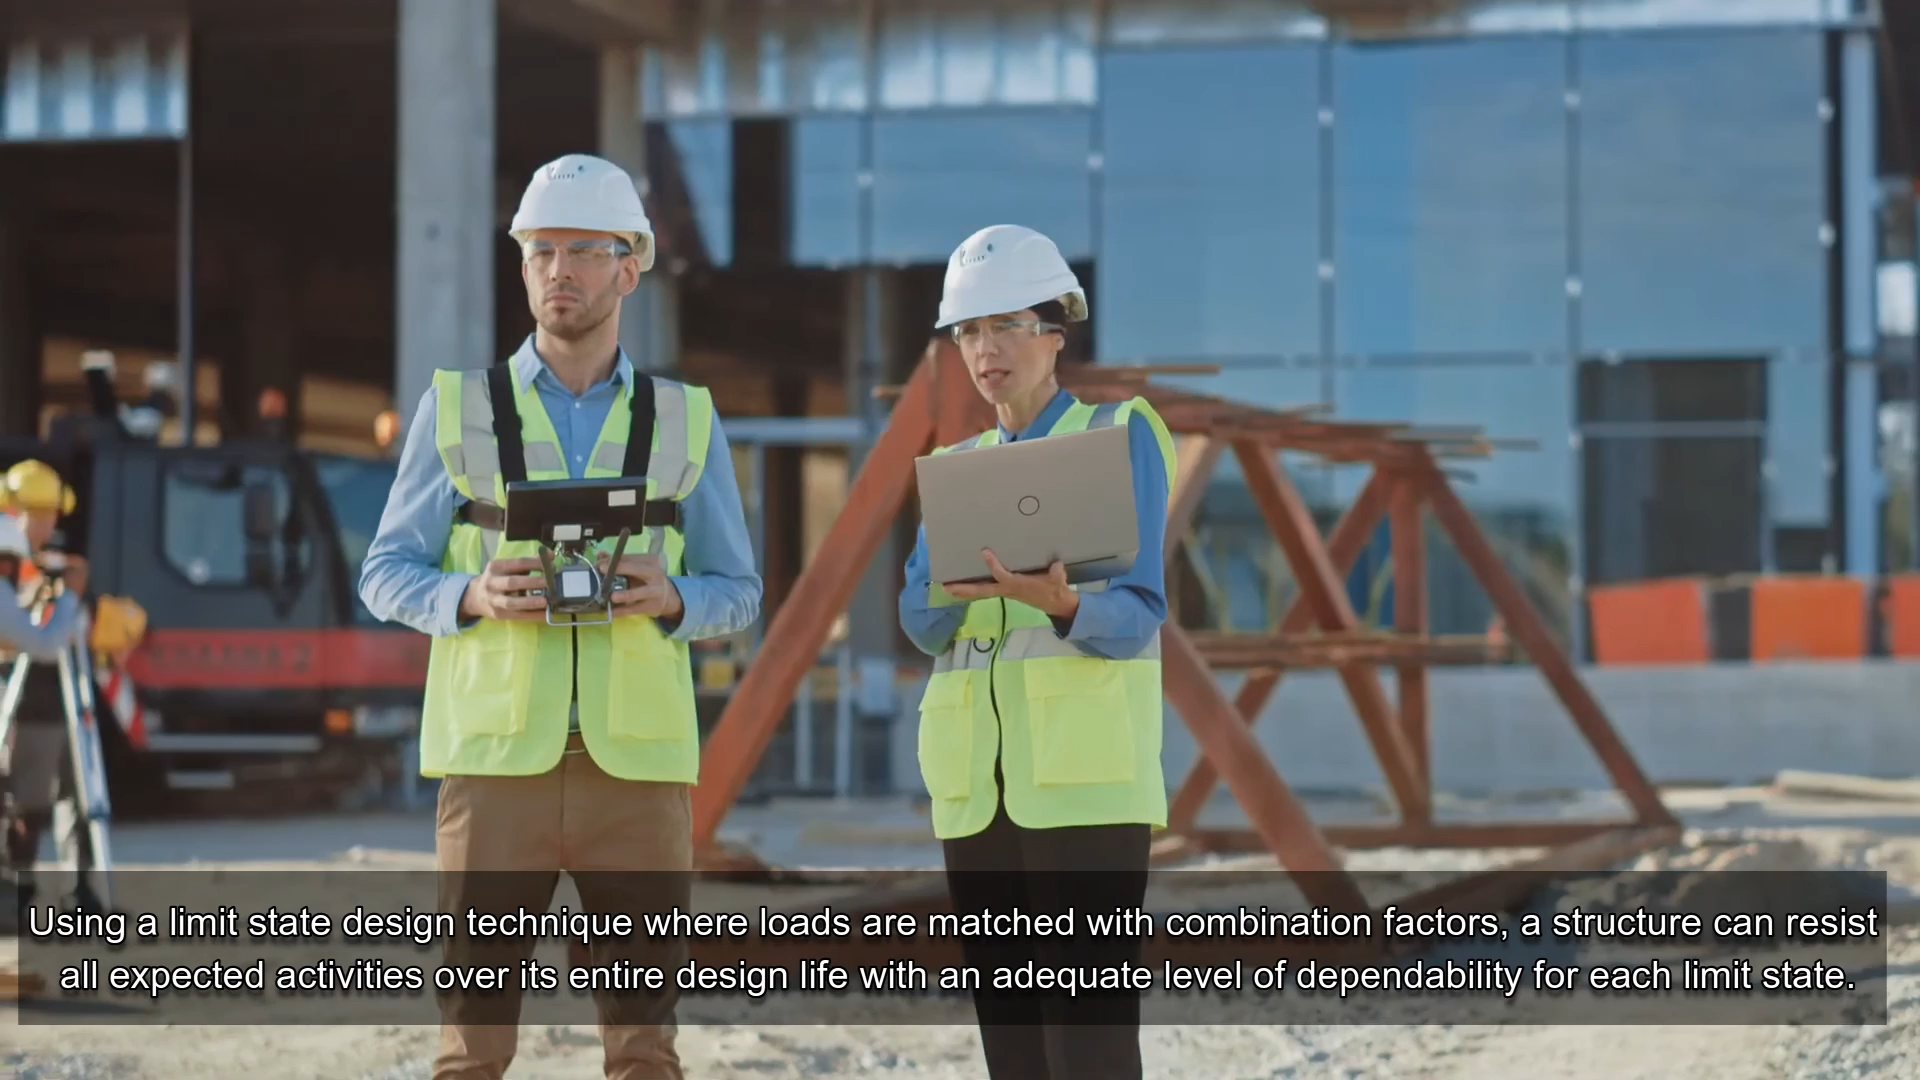 Using a limit state design technique where loads are matched with combination factors, a structure can resist
all expected activities over its entire design life with an adequate level of dependability for each limit state.